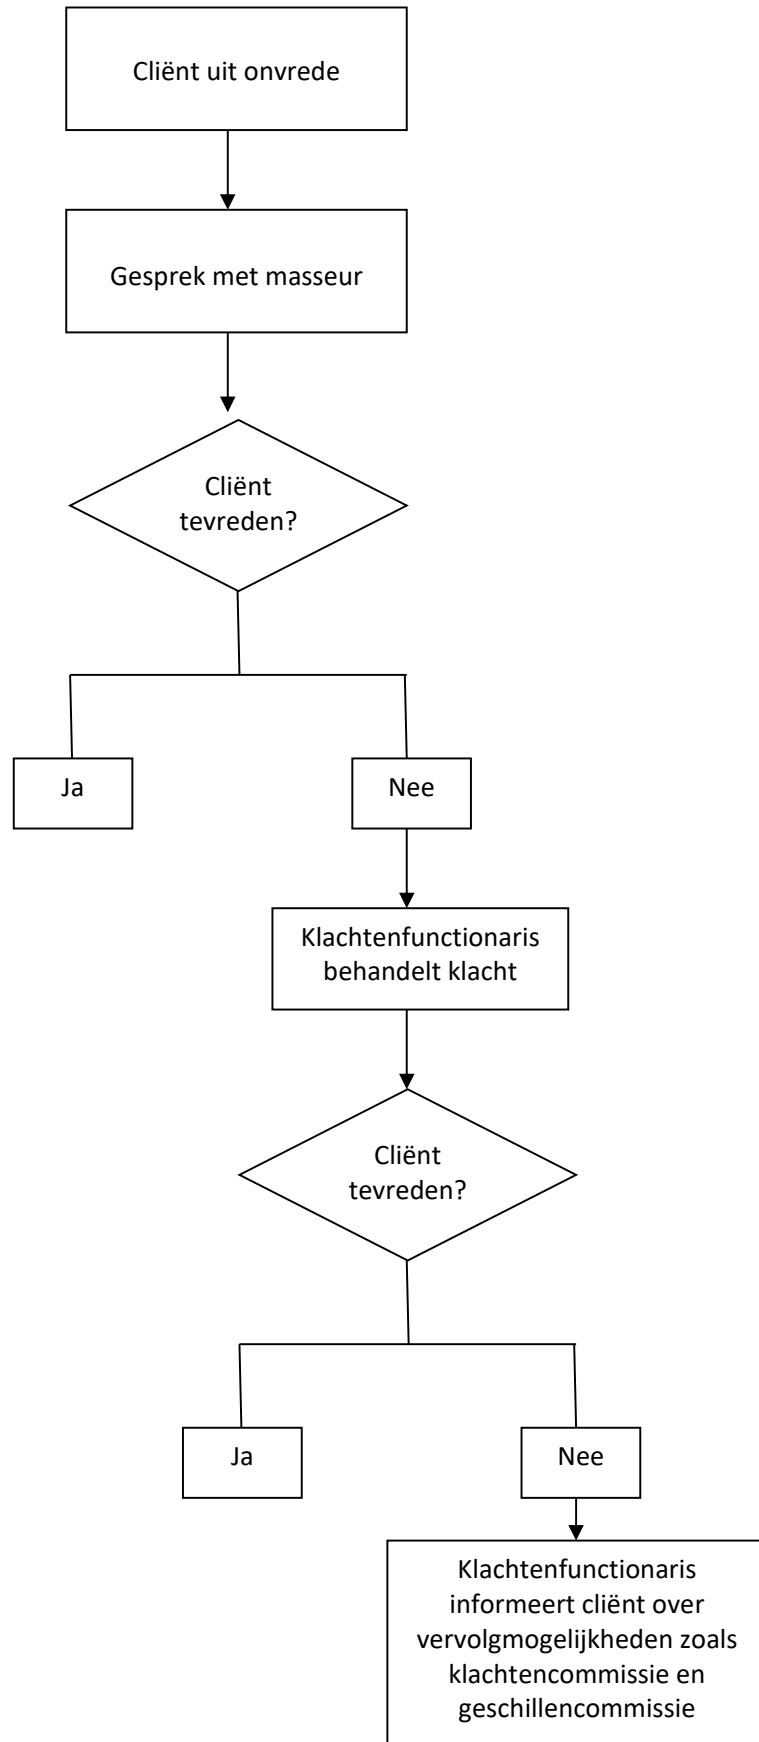 Cliënt uit onvrede
Gesprek met masseur
Cliënt
tevreden?
Ja
Nee
Klachtenfunctionaris
behandelt klacht
Cliënt
tevreden?
Ja
Nee
Klachtenfunctionaris
informeert cliënt over
vervolgmogelijkheden zoals
klachtencommissie en
geschillencommissie